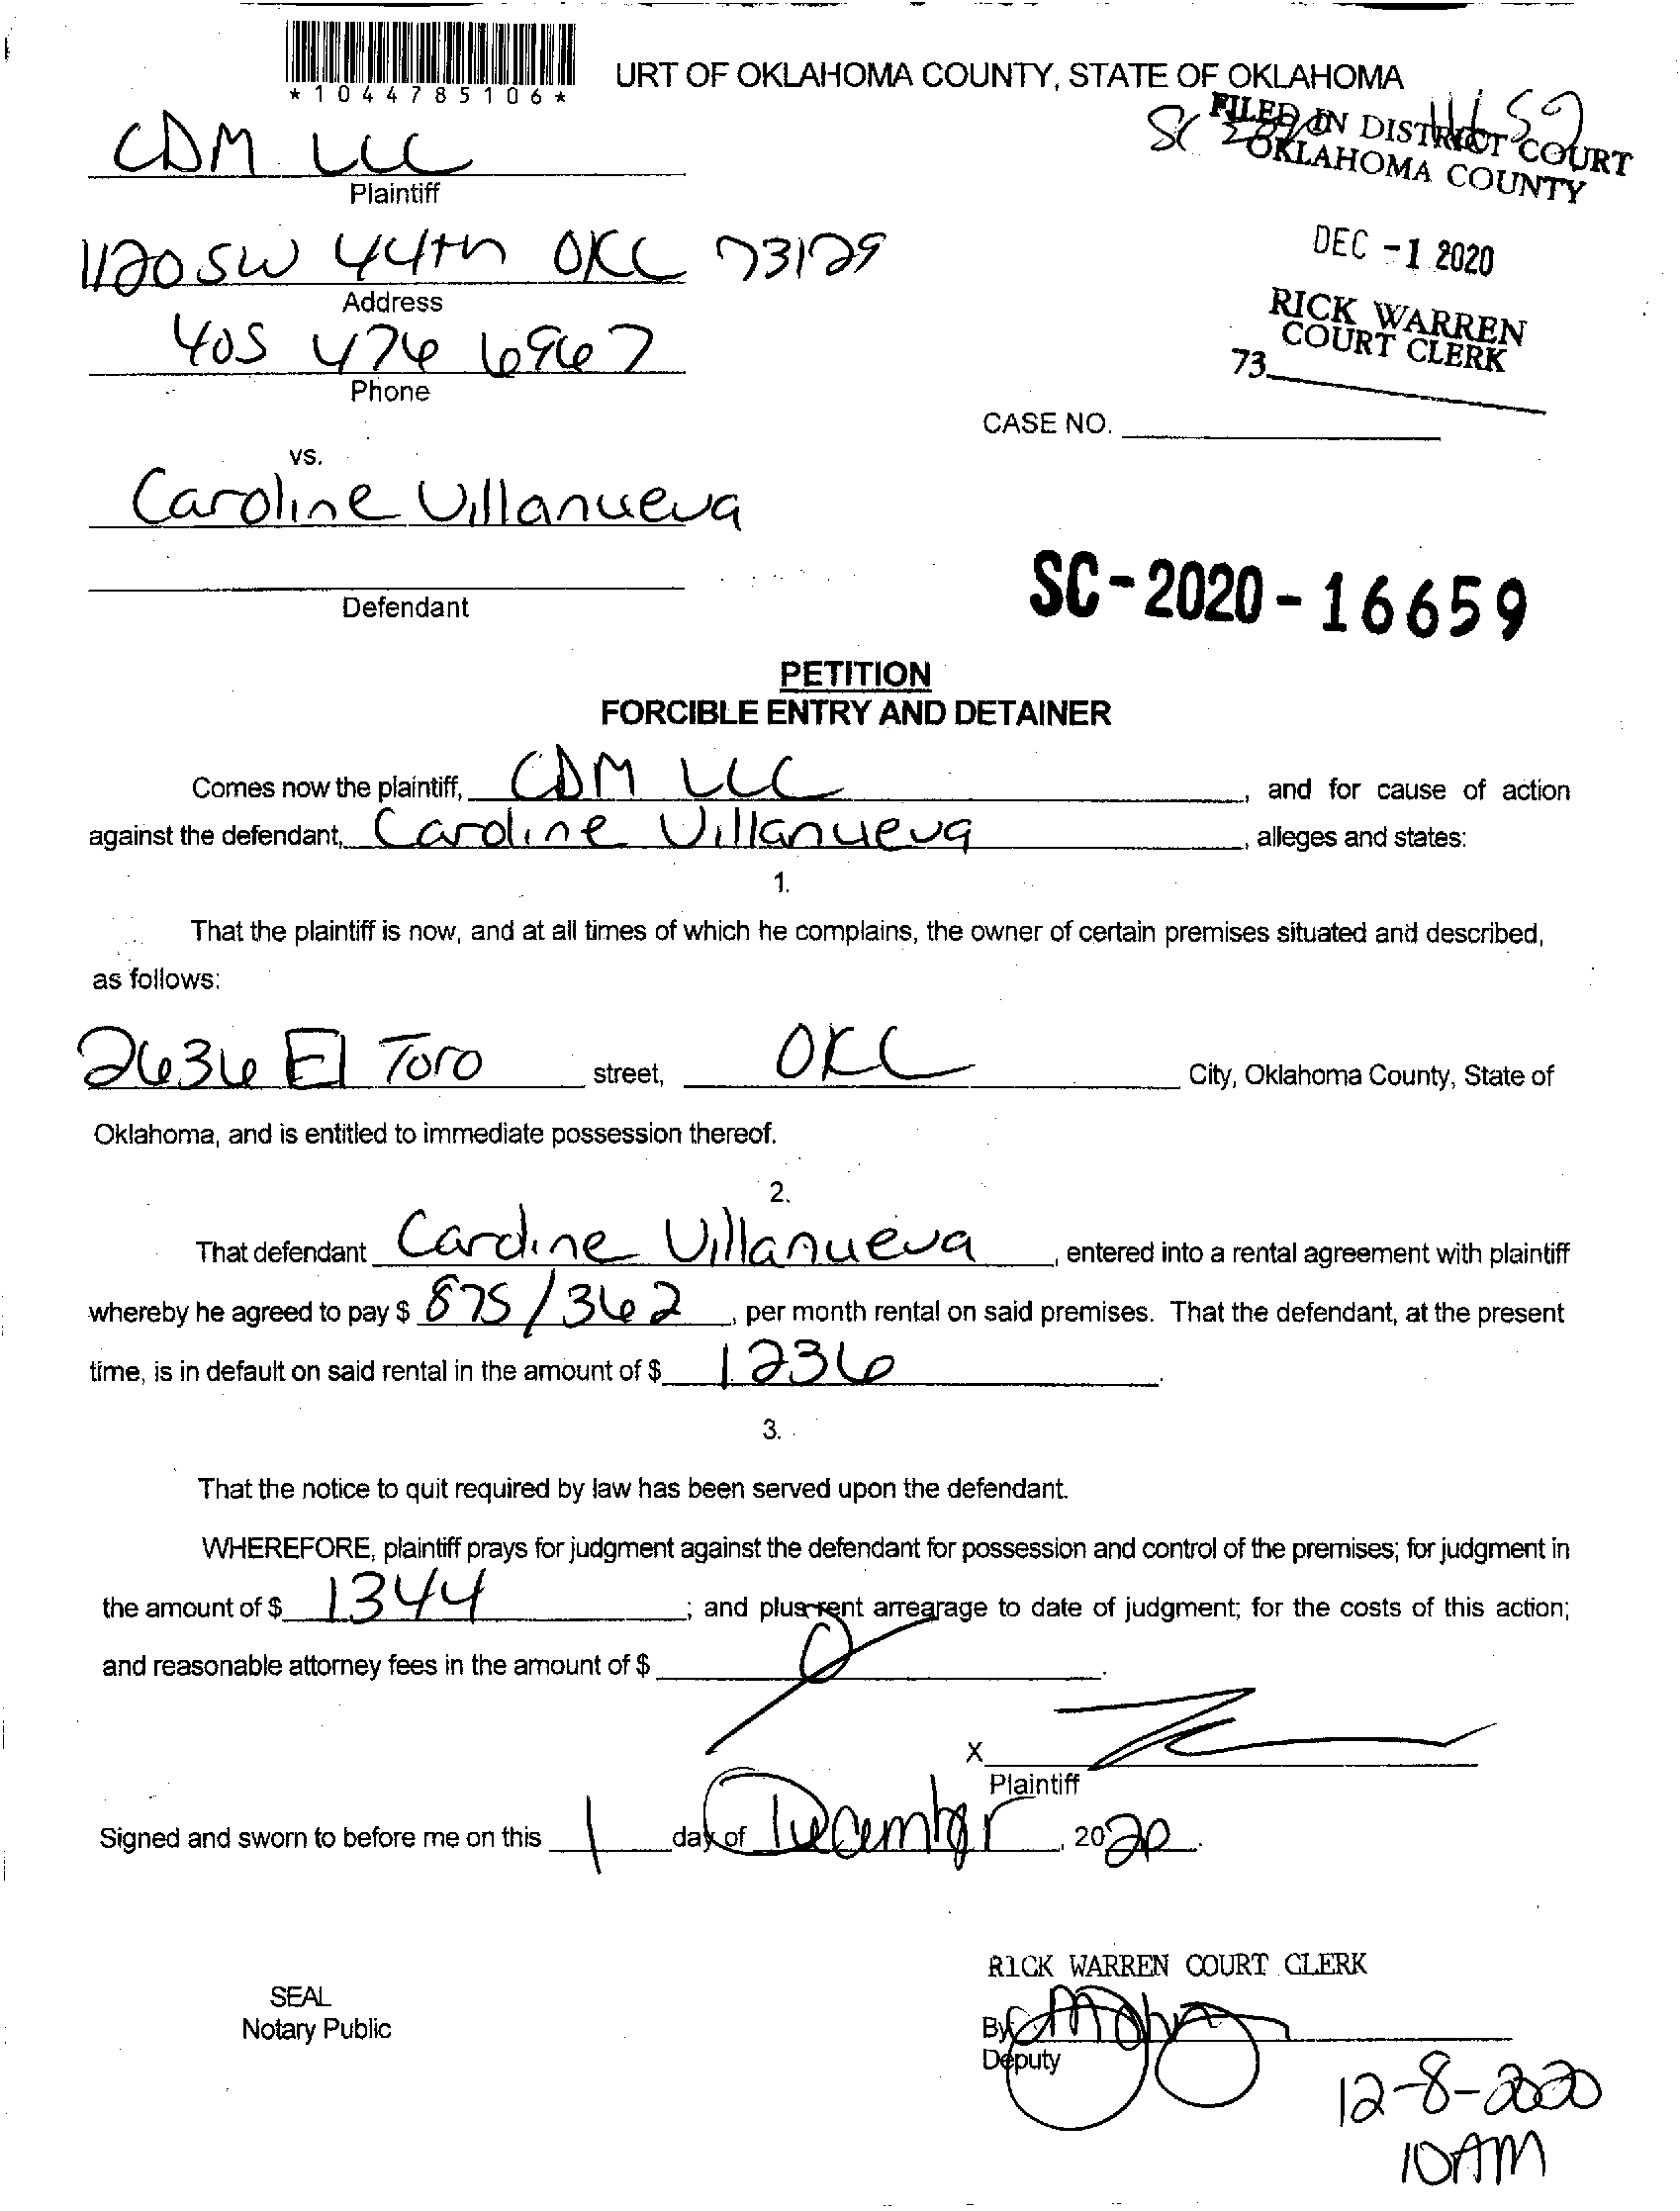 *1044785106*
URT OF OKLAHOMA COUNTY, STATE OF OKLAHOMA
SC
FILED IN DISTRICT COURT
OKLAHOMA COUNTY
CDM LLC
Plaintiff
1120 SW 44th OKC 73129
DEC -1 2020
Address
RICK WARREN
COURT CLERK
405 476 6967
73
Phone
CASE NO.
vs.
Caroline Villanueva
Defendant
SC-2020-16659
PETITION
FORCIBLE ENTRY AND DETAINER
Comes now the plaintiff, CDM LLC, and for cause of action
against the defendant, Caroline Villanueva, alleges and states:
1.
That the plaintiff is now, and at all times of which he complains, the owner of certain premises situated and described,
as follows:
2636 El Toro street, OKC City, Oklahoma County, State of
Oklahoma, and is entitled to immediate possession thereof.
2.
That defendant Caroline Villanueva, entered into a rental agreement with plaintiff
whereby he agreed to pay $ 875/362, per month rental on said premises. That the defendant, at the present
time, is in default on said rental in the amount of $ 1236.
3.
That the notice to quit required by law has been served upon the defendant.
WHEREFORE, plaintiff prays for judgment against the defendant for possession and control of the premises; for judgment in
the amount of $ 1344; and plus rent arrearage to date of judgment; for the costs of this action;
and reasonable attorney fees in the amount of $
X
Plaintiff
Signed and sworn to before me on this 1 day of December, 2020.
RICK WARREN COURT CLERK
SEAL
Notary Public
By
Deputy
12-8-2020
10AM